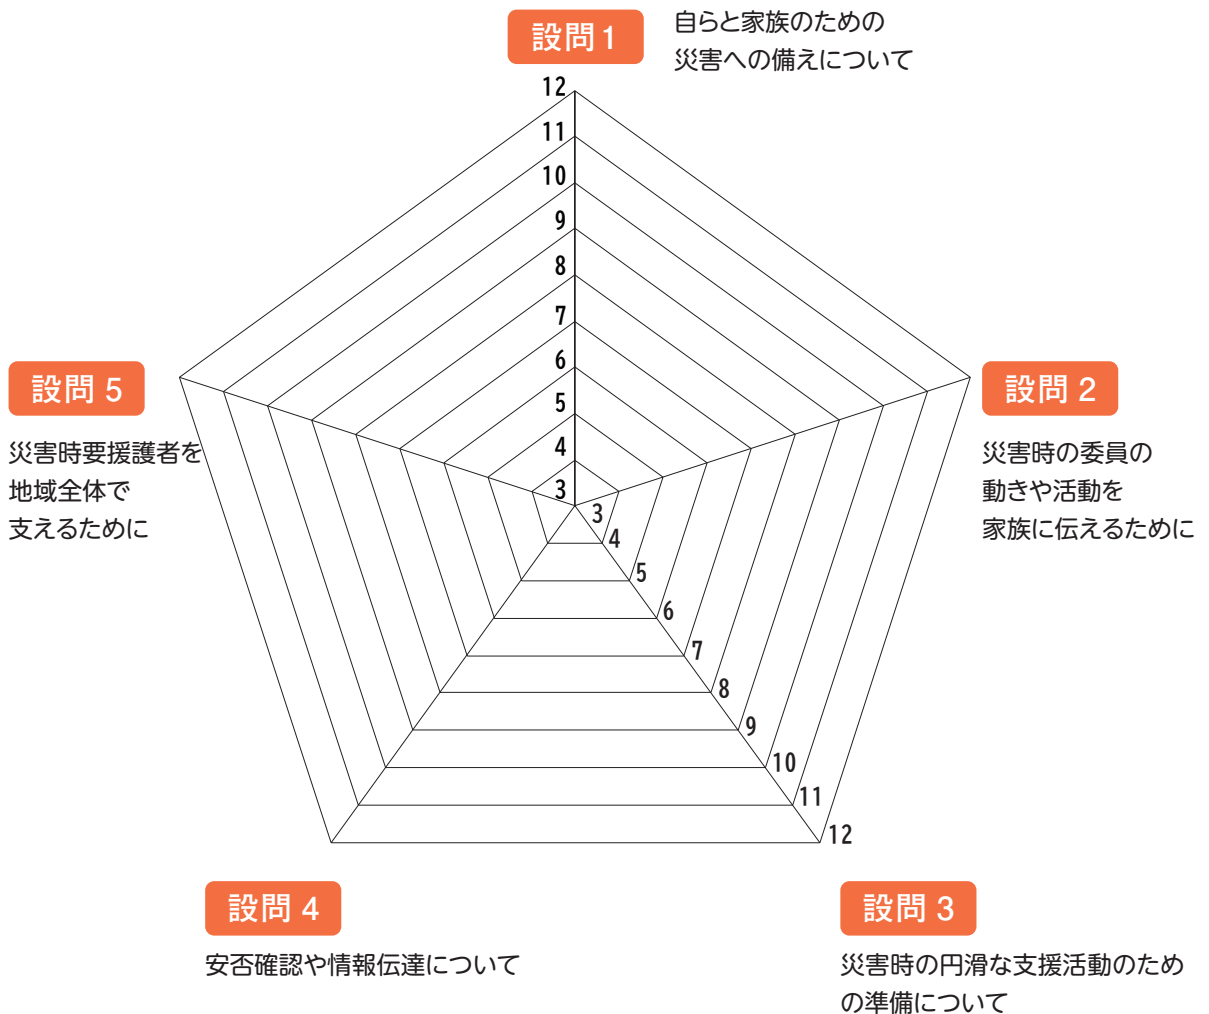 設問 1
自らと家族のための
災害への備えについて
12
11
10
9
8
7
6
5
4
3
3
4
5
6
7
8
9
10
11
12
設問 5
災害時要援護者を
地域全体で
支えるために
設問 2
災害時の委員の
動きや活動を
家族に伝えるために
設問 4
安否確認や情報伝達について
設問 3
災害時の円滑な支援活動のため
の準備について